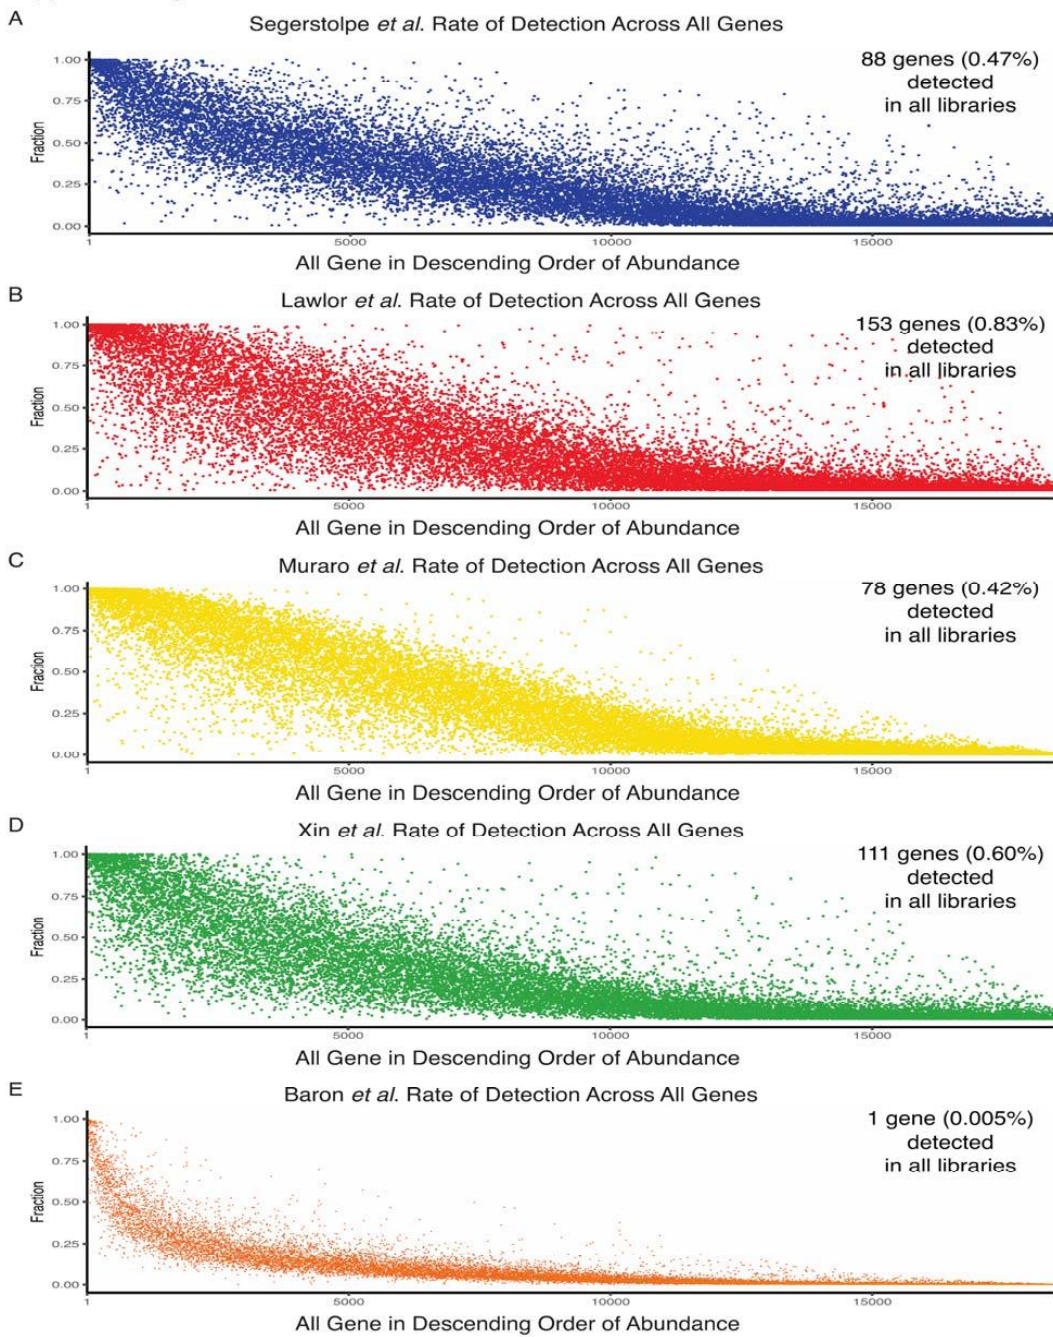 A
Segerstolpe et al. Rate of Detection Across All Genes
88 genes (0.47%)
detected
in all libraries
1.00
0.75
0.50
0.25
0.00
Fraction
1 5000 10000 15000
All Gene in Descending Order of Abundance
B
Lawlor et al. Rate of Detection Across All Genes
153 genes (0.83%)
detected
in all libraries
1.00
0.75
0.50
0.25
0.00
Fraction
1 5000 10000 15000
All Gene in Descending Order of Abundance
C
Muraro et al. Rate of Detection Across All Genes
78 genes (0.42%)
detected
in all libraries
1.00
0.75
0.50
0.25
0.00
Fraction
1 5000 10000 15000
All Gene in Descending Order of Abundance
D
Xin et al. Rate of Detection Across All Genes
111 genes (0.60%)
detected
in all libraries
1.00
0.75
0.50
0.25
0.00
Fraction
1 5000 10000 15000
All Gene in Descending Order of Abundance
E
Baron et al. Rate of Detection Across All Genes
1 gene (0.005%)
detected
in all libraries
1.00
0.75
0.50
0.25
0.00
Fraction
1 5000 10000 15000
All Gene in Descending Order of Abundance